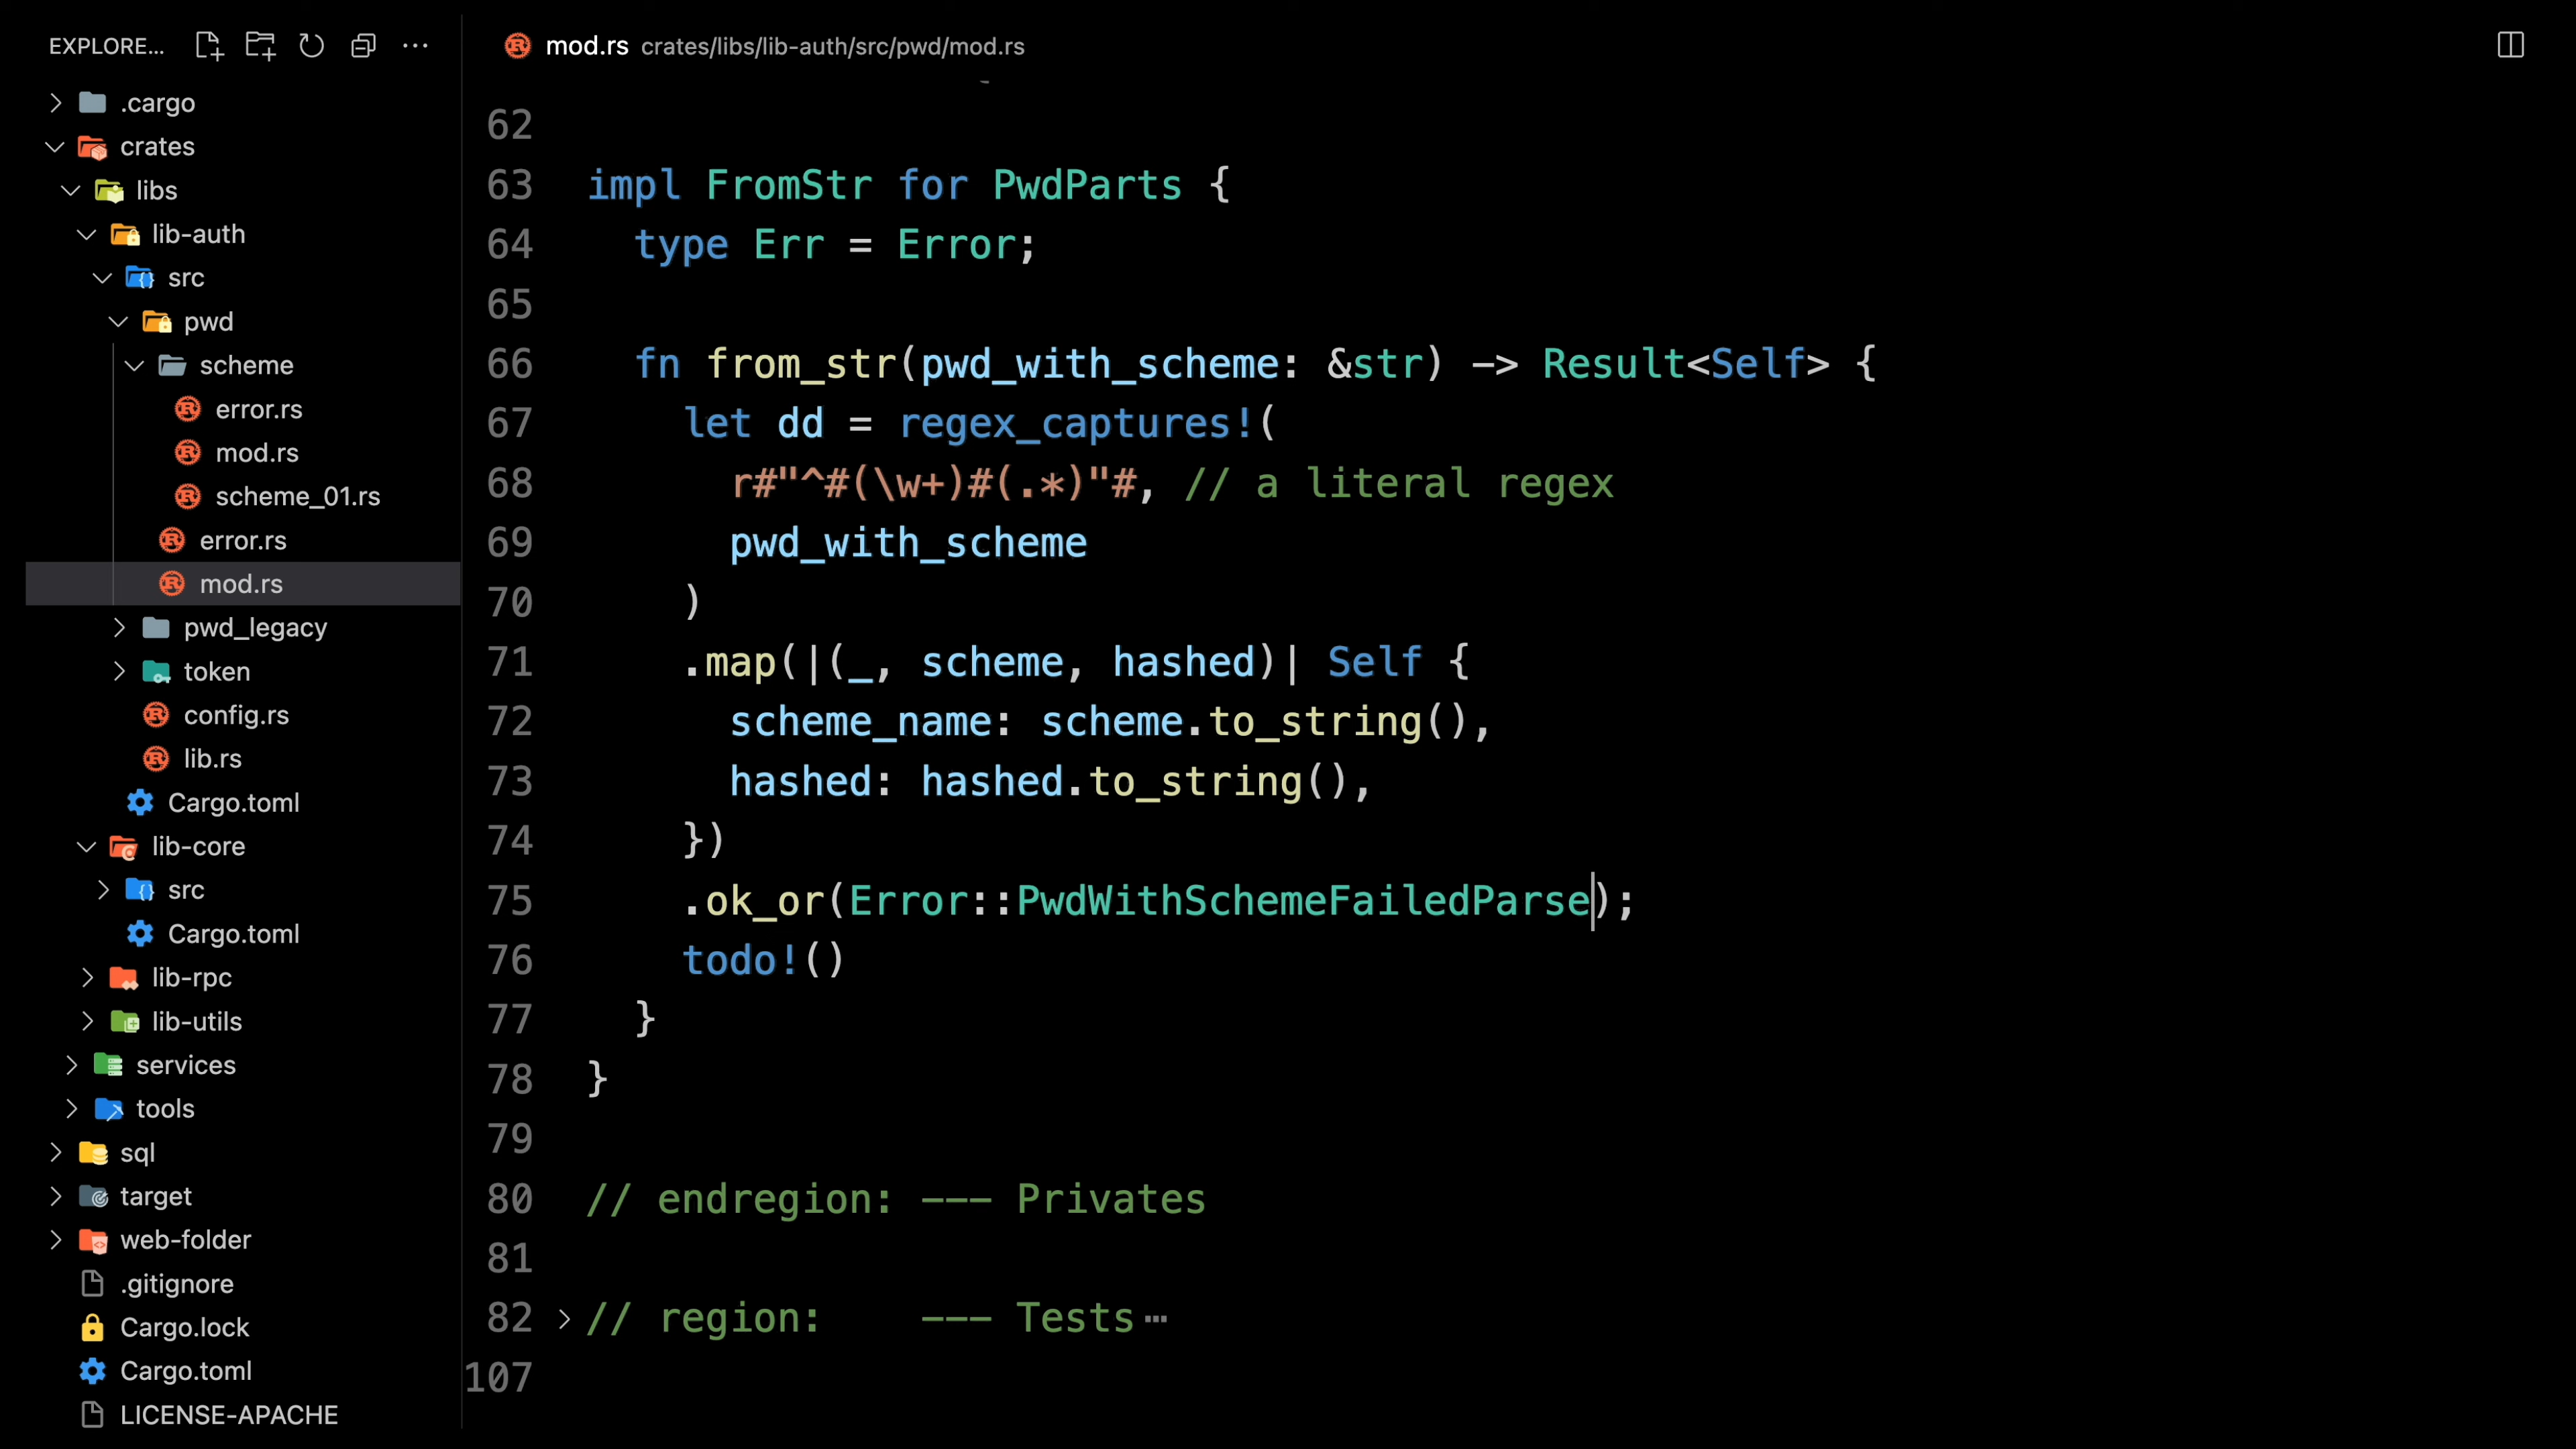 EXPLORE...
.cargo
crates
libs
lib-auth
src
pwd
scheme
error.rs
mod.rs
scheme_01.rs
error.rs
mod.rs
pwd_legacy
token
config.rs
lib.rs
Cargo.toml
lib-core
src
Cargo.toml
lib-rpc
lib-utils
services
tools
sql
target
web-folder
.gitignore
Cargo.lock
Cargo.toml
LICENSE-APACHE
mod.rs crates/libs/lib-auth/src/pwd/mod.rs
62
63 impl FromStr for PwdParts {
64 type Err = Error;
65
66 fn from_str(pwd_with_scheme: &str) -> Result<Self> {
67 let dd = regex_captures!(
68 r#"^#(\w+)#(.*)"#, // a literal regex
69 pwd_with_scheme
70 )
71 .map(|(_, scheme, hashed)| Self {
72 scheme_name: scheme.to_string(),
73 hashed: hashed.to_string(),
74 })
75 .ok_or(Error::PwdWithSchemeFailedParse);
76 todo!()
77 }
78 }
79
80 // endregion: --- Privates
81
82 // region: --- Tests…
107